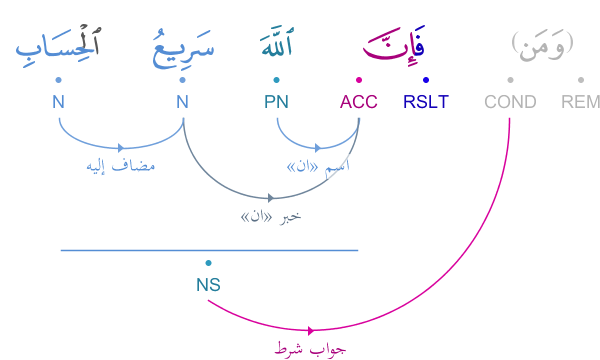 (وَمَن) فَإِنَّ ٱللَّهَ سَرِيعُ ٱلْحِسَابِ
REM COND RSLT ACC PN N N
اسم «ان» مضاف إليه
خبر «ان»
NS
جواب شرط